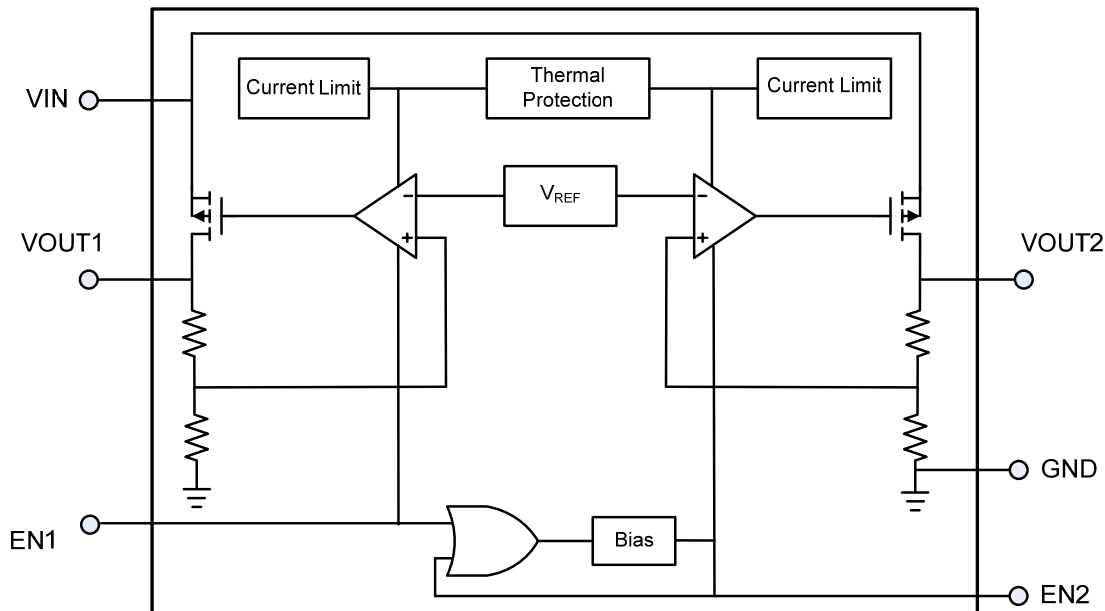 Current Limit
Thermal
Protection
Current Limit
VIN
VREF
VOUT1
VOUT2
GND
EN1
Bias
EN2